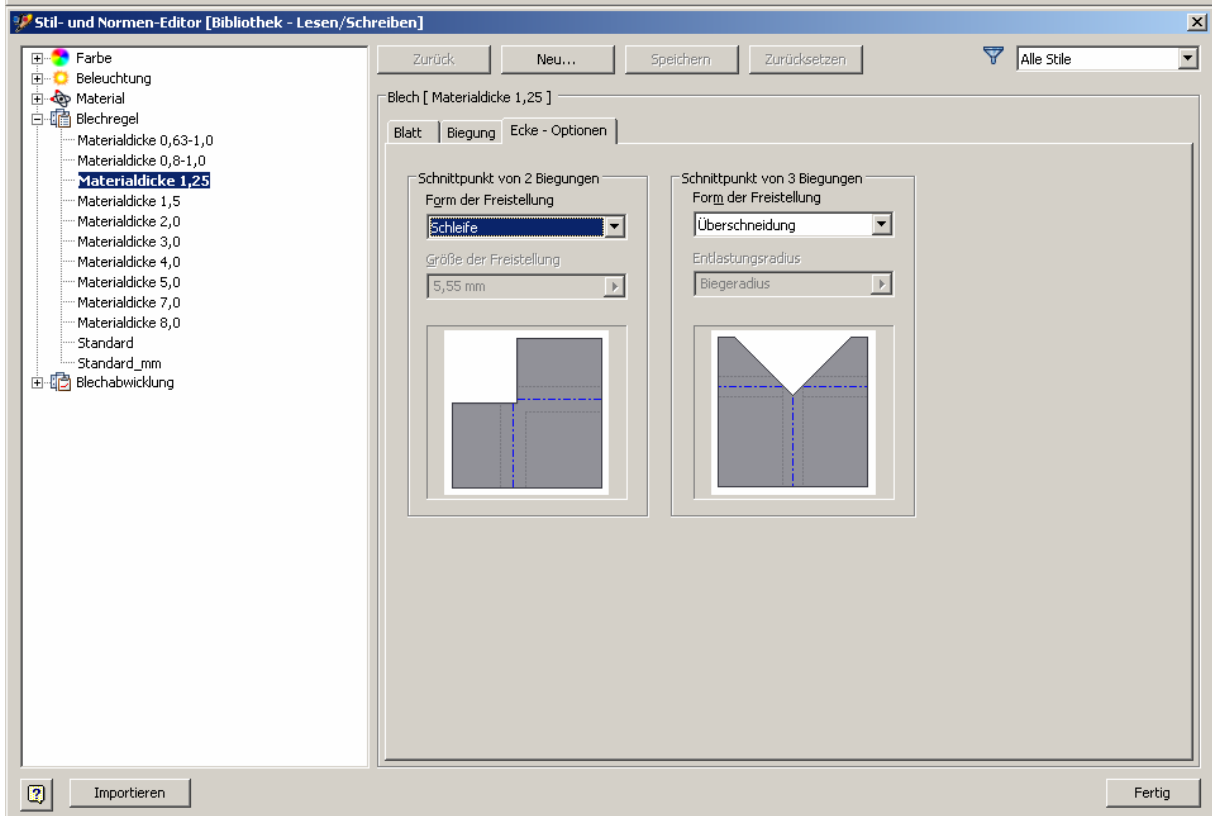 Stil- und Normen-Editor [Bibliothek - Lesen/Schreiben]
Farbe
Beleuchtung
Material
Blechregel
Materialdicke 0,63-1,0
Materialdicke 0,8-1,0
Materialdicke 1,25
Materialdicke 1,5
Materialdicke 2,0
Materialdicke 3,0
Materialdicke 4,0
Materialdicke 5,0
Materialdicke 7,0
Materialdicke 8,0
Standard
Standard_mm
Blechabwicklung
Zurück Neu... Speichern Zurücksetzen Alle Stile
Blech [ Materialdicke 1,25 ]
Blatt Biegung Ecke - Optionen
Schnittpunkt von 2 Biegungen
Form der Freistellung
Schleife
Größe der Freistellung
5,55 mm
Schnittpunkt von 3 Biegungen
Form der Freistellung
Überschneidung
Entlastungsradius
Biegeradius
? Importieren Fertig